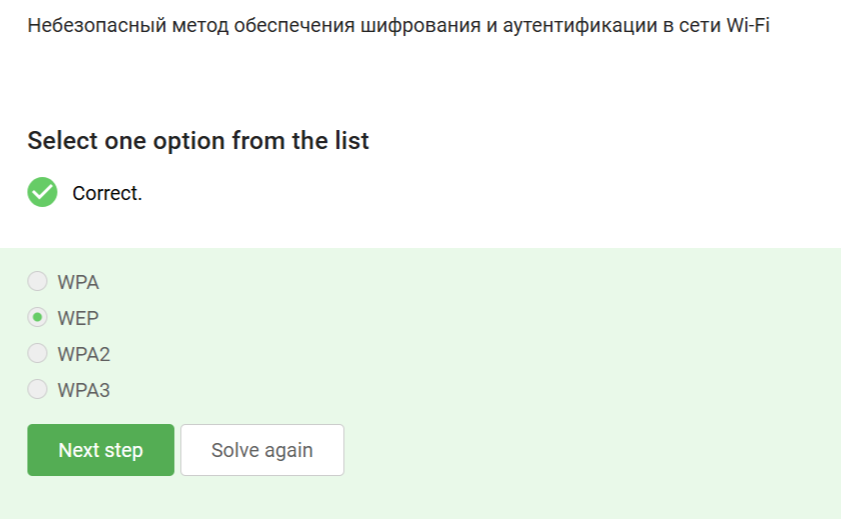 Небезопасный метод обеспечения шифрования и аутентификации в сети Wi-Fi
Select one option from the list
Correct.
WPA
WEP
WPA2
WPA3
Next step
Solve again